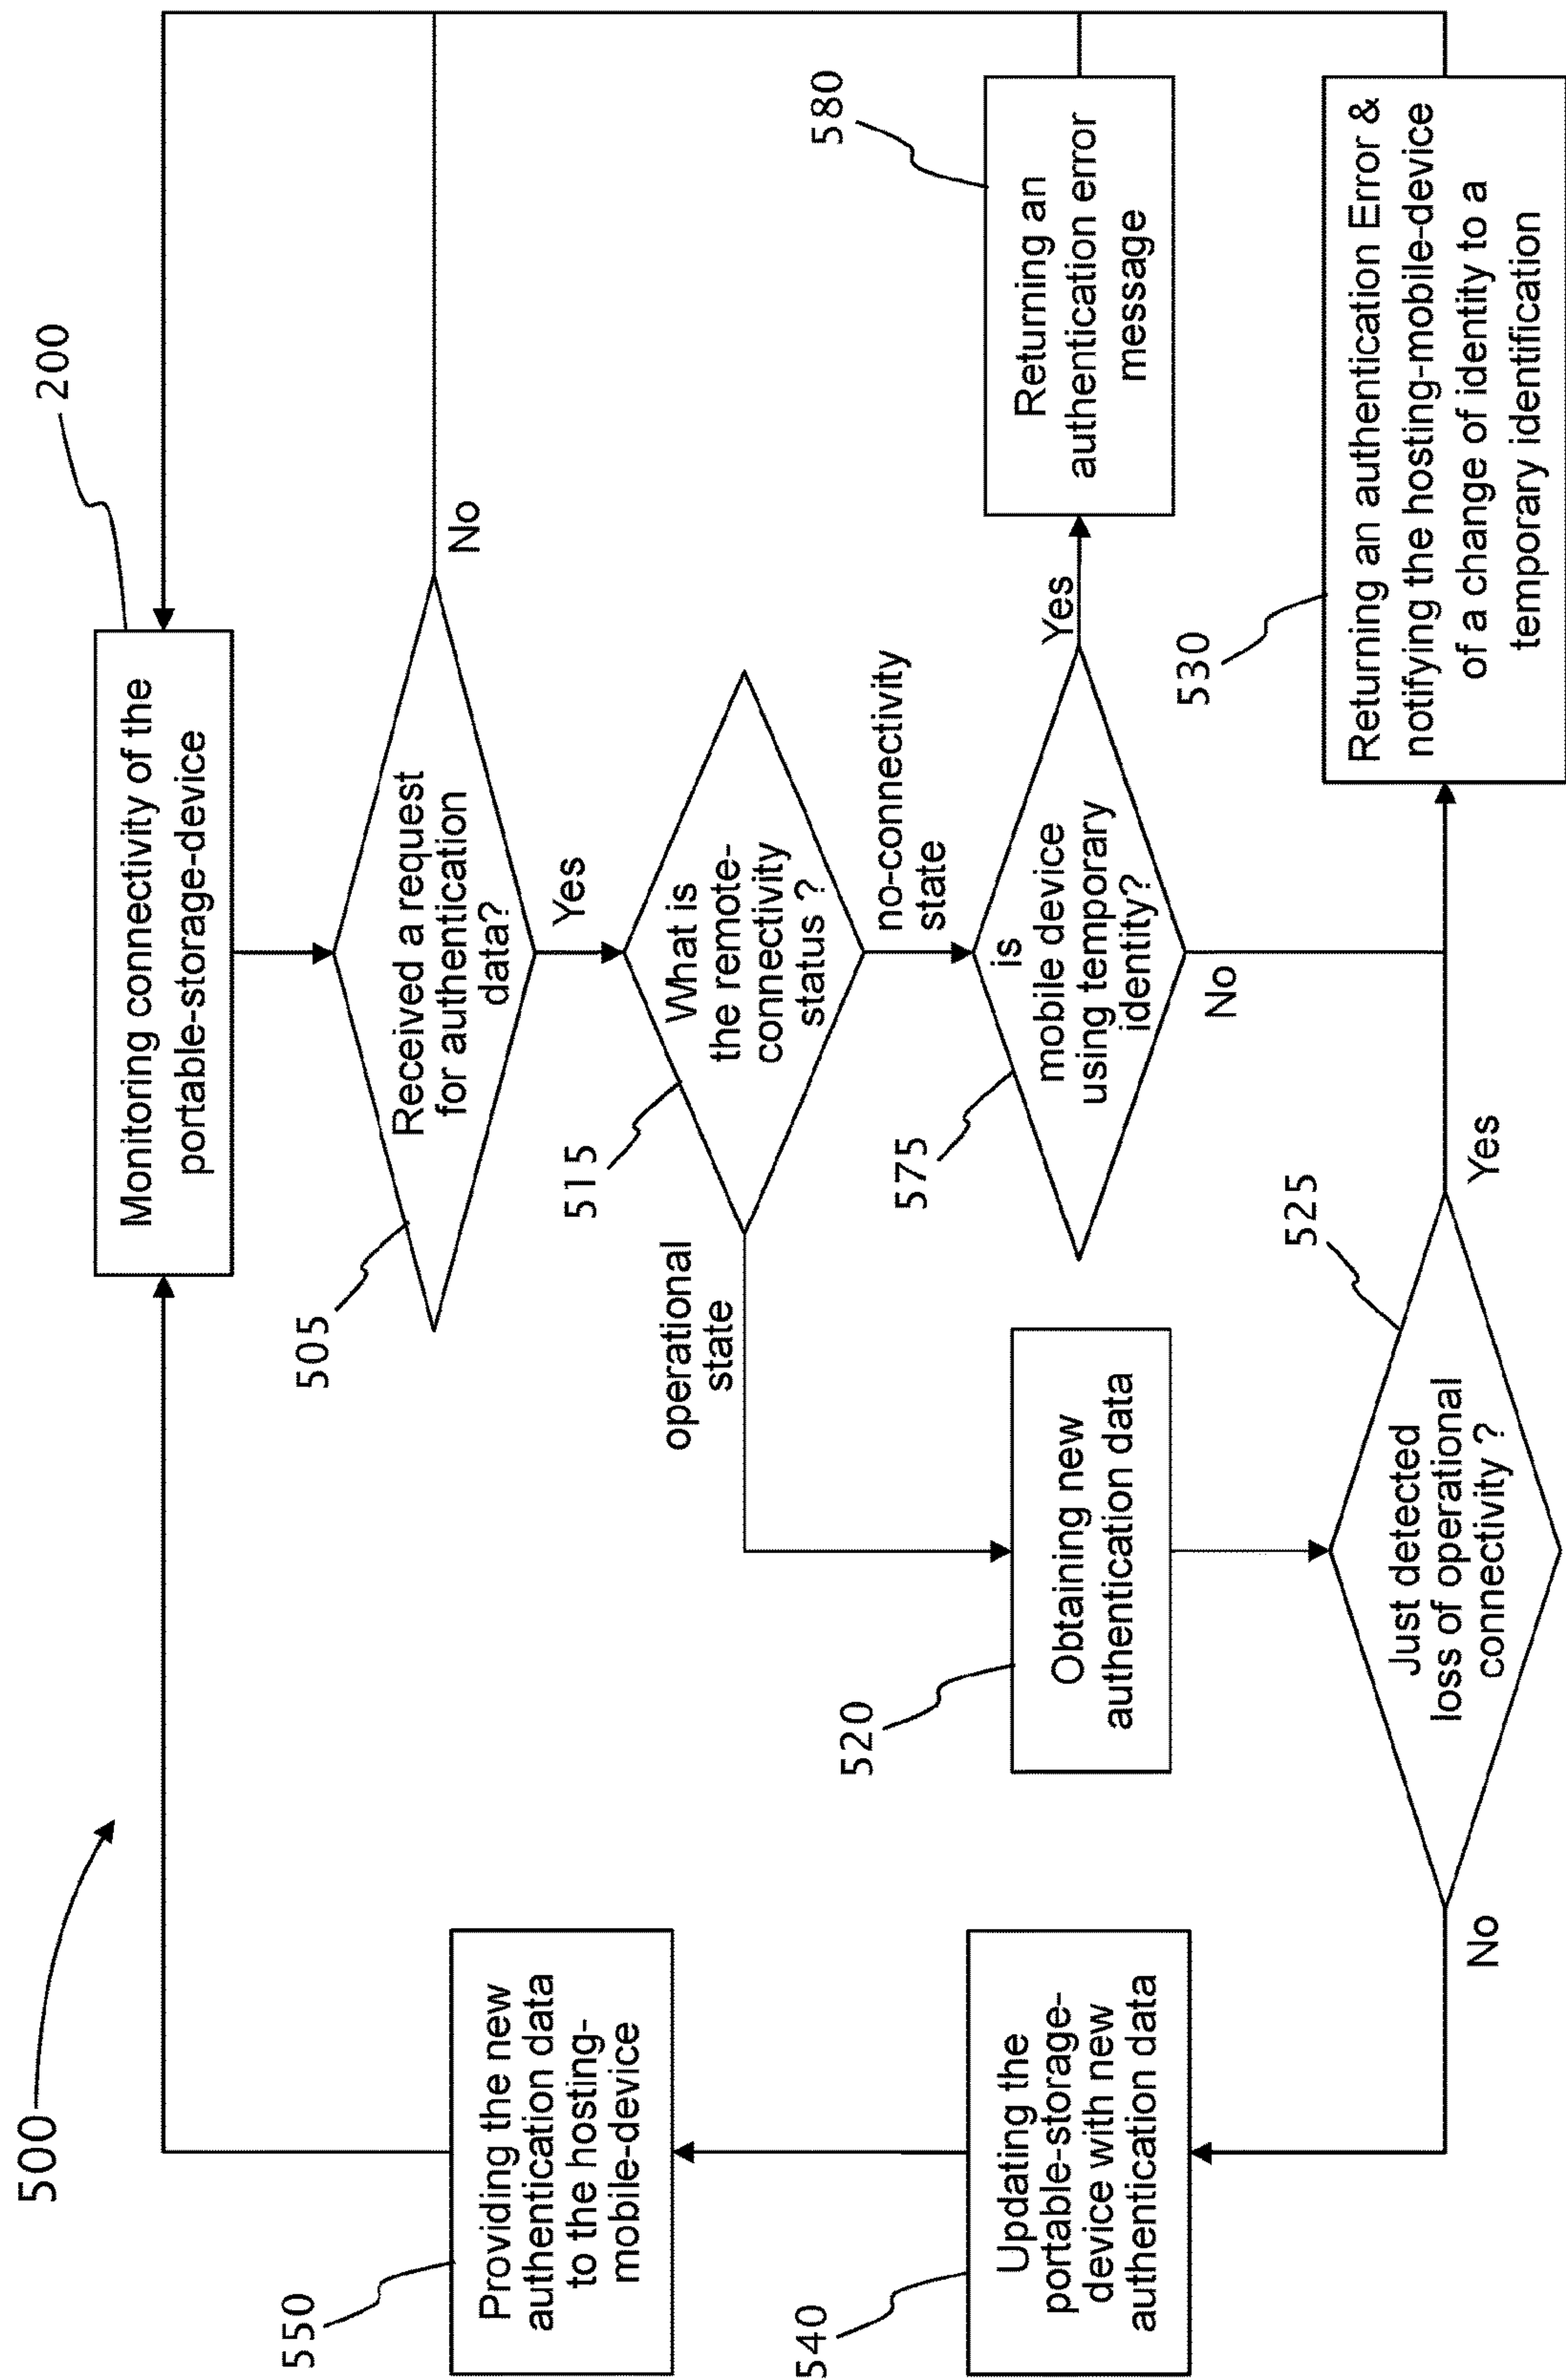 500
200
Monitoring connectivity of the
portable-storage-device
505
Received a request
for authentication
data?
No
Yes
550
Providing the new
authentication data
to the hosting-
mobile-device
515
What is
the remote-
connectivity
status ?
operational
state
no-connectivity
state
580
Returning an
authentication error
message
575
is
mobile device
using temporary
identity?
Yes
No
520
Obtaining new
authentication data
540
Updating the
portable-storage-
device with new
authentication data
525
Just detected
loss of operational
connectivity ?
No
Yes
530
Returning an authentication Error &
notifying the hosting-mobile-device
of a change of identity to a
temporary identification